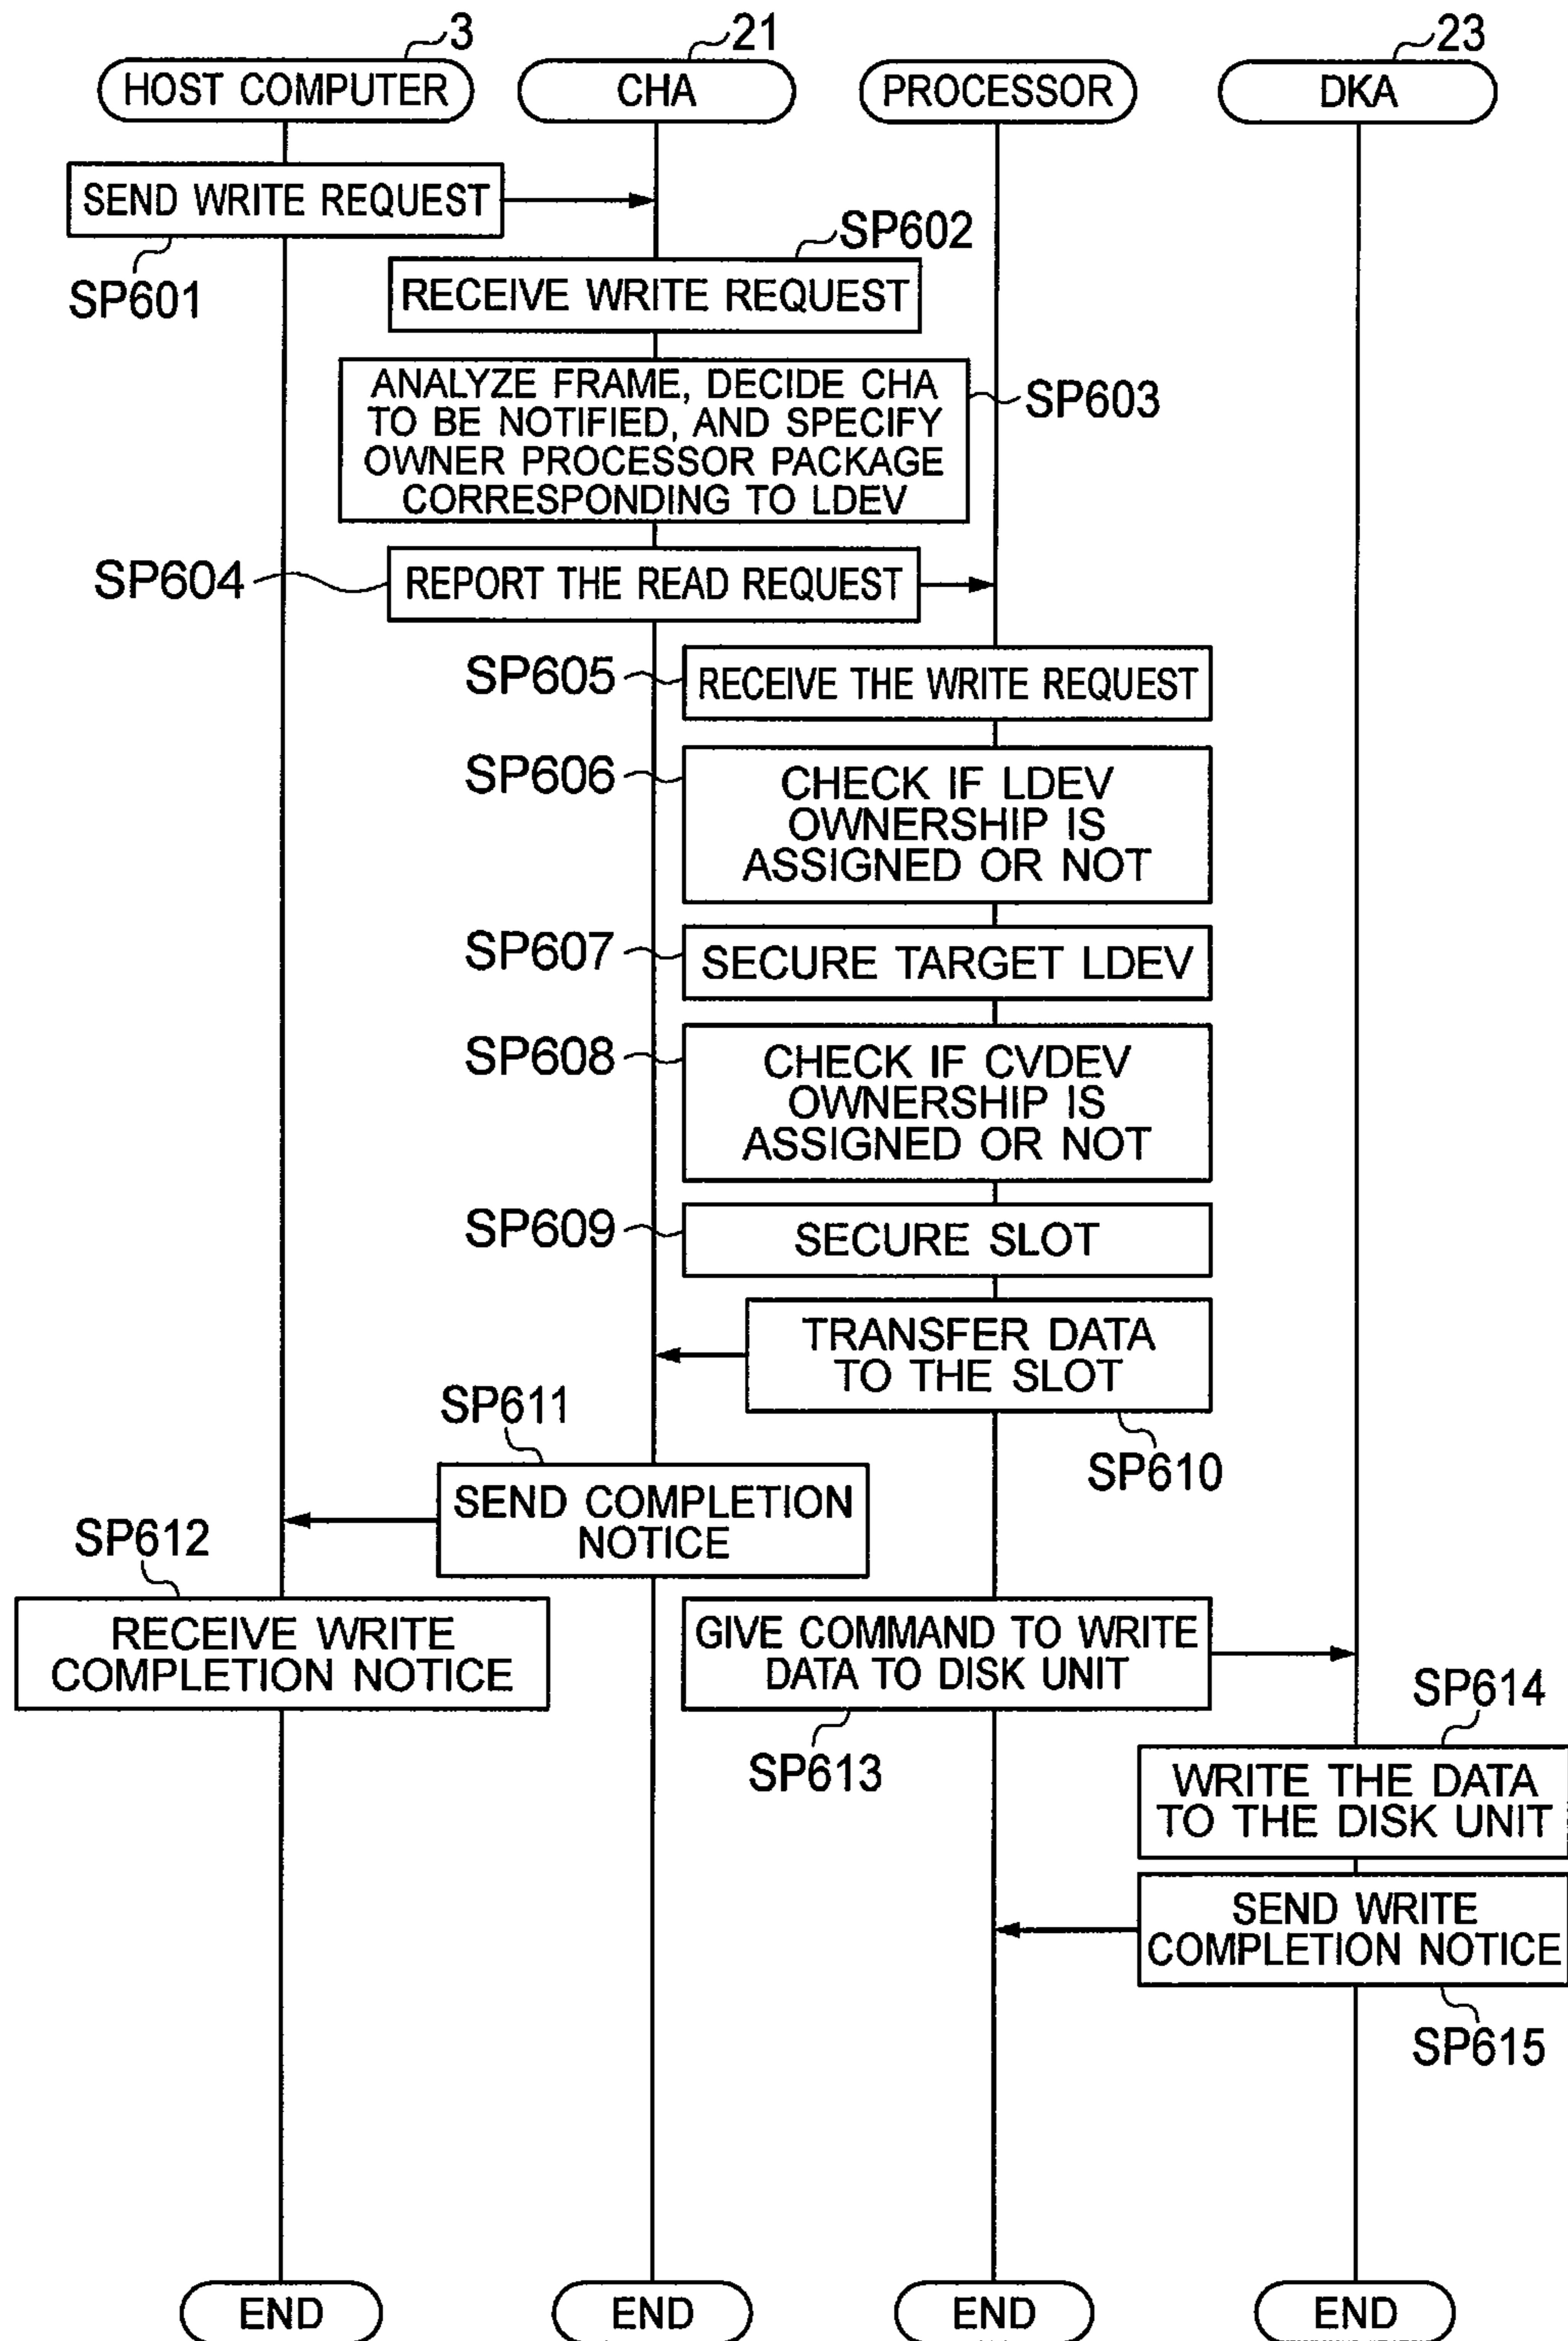 3
21
23
HOST COMPUTER
CHA
PROCESSOR
DKA
SEND WRITE REQUEST
SP601
SP602
RECEIVE WRITE REQUEST
ANALYZE FRAME, DECIDE CHA
TO BE NOTIFIED, AND SPECIFY
OWNER PROCESSOR PACKAGE
CORRESPONDING TO LDEV
SP603
SP604
REPORT THE READ REQUEST
SP605
RECEIVE THE WRITE REQUEST
SP606
CHECK IF LDEV
OWNERSHIP IS
ASSIGNED OR NOT
SP607
SECURE TARGET LDEV
SP608
CHECK IF CVDEV
OWNERSHIP IS
ASSIGNED OR NOT
SP609
SECURE SLOT
TRANSFER DATA
TO THE SLOT
SP610
SP611
SEND COMPLETION
NOTICE
SP612
RECEIVE WRITE
COMPLETION NOTICE
GIVE COMMAND TO WRITE
DATA TO DISK UNIT
SP613
SP614
WRITE THE DATA
TO THE DISK UNIT
SEND WRITE
COMPLETION NOTICE
SP615
END
END
END
END